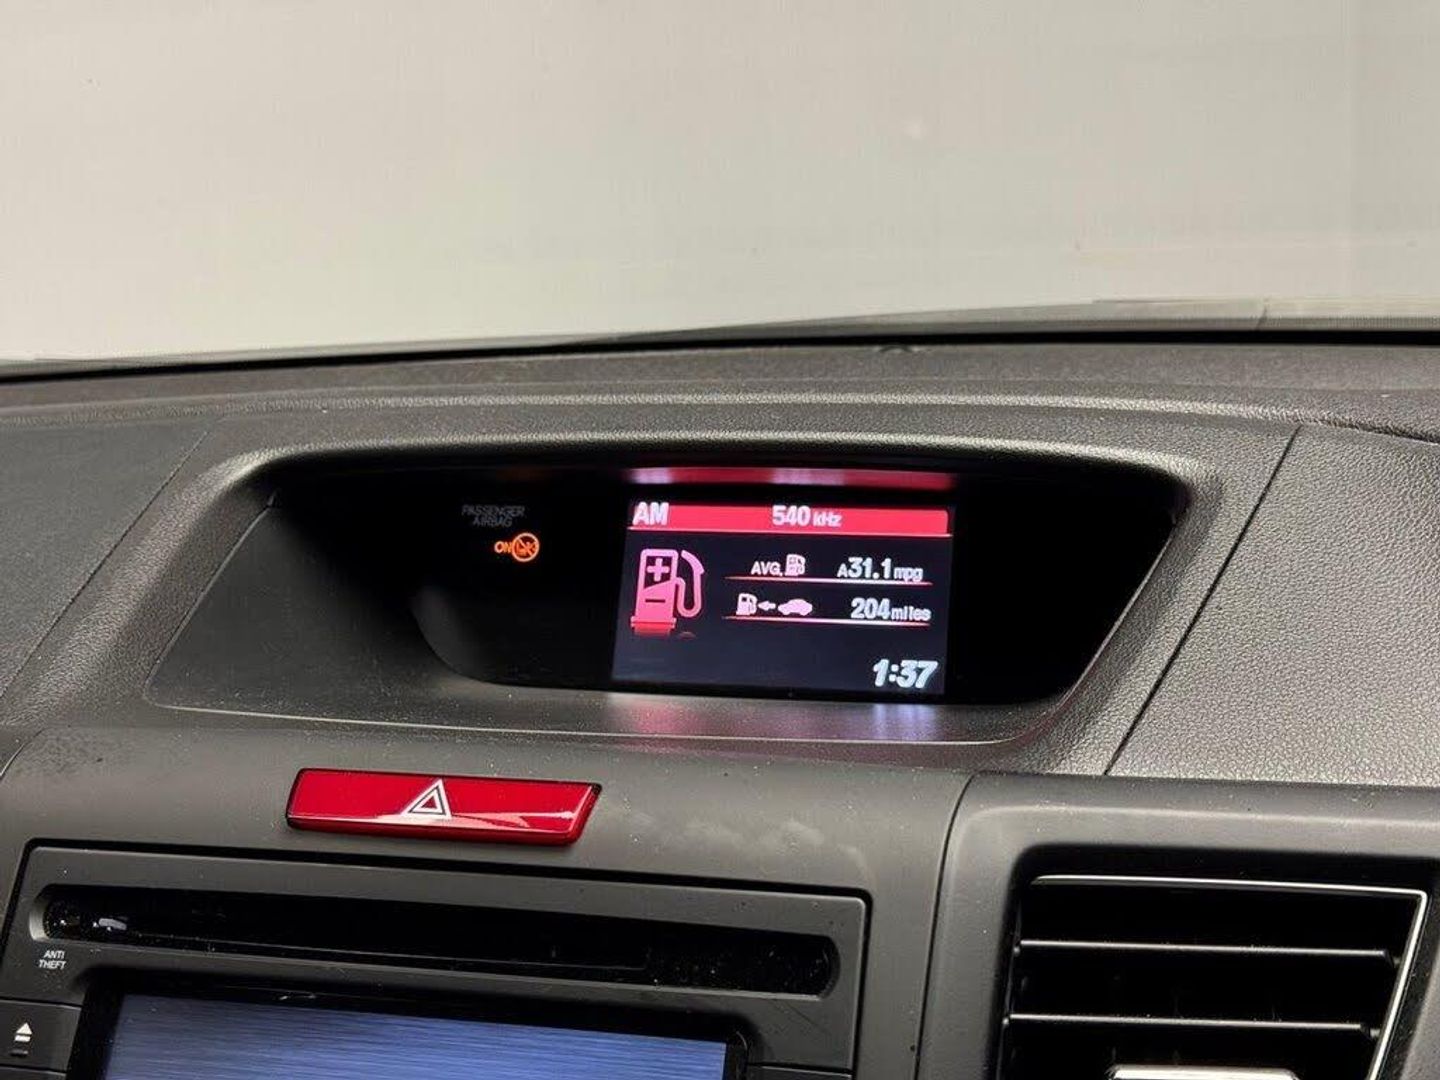 PASSENGER
AIRBAG
ON
AM 540 kHz
AVG. A31.1 mpg
204 miles
1:37
ANTI
THEFT